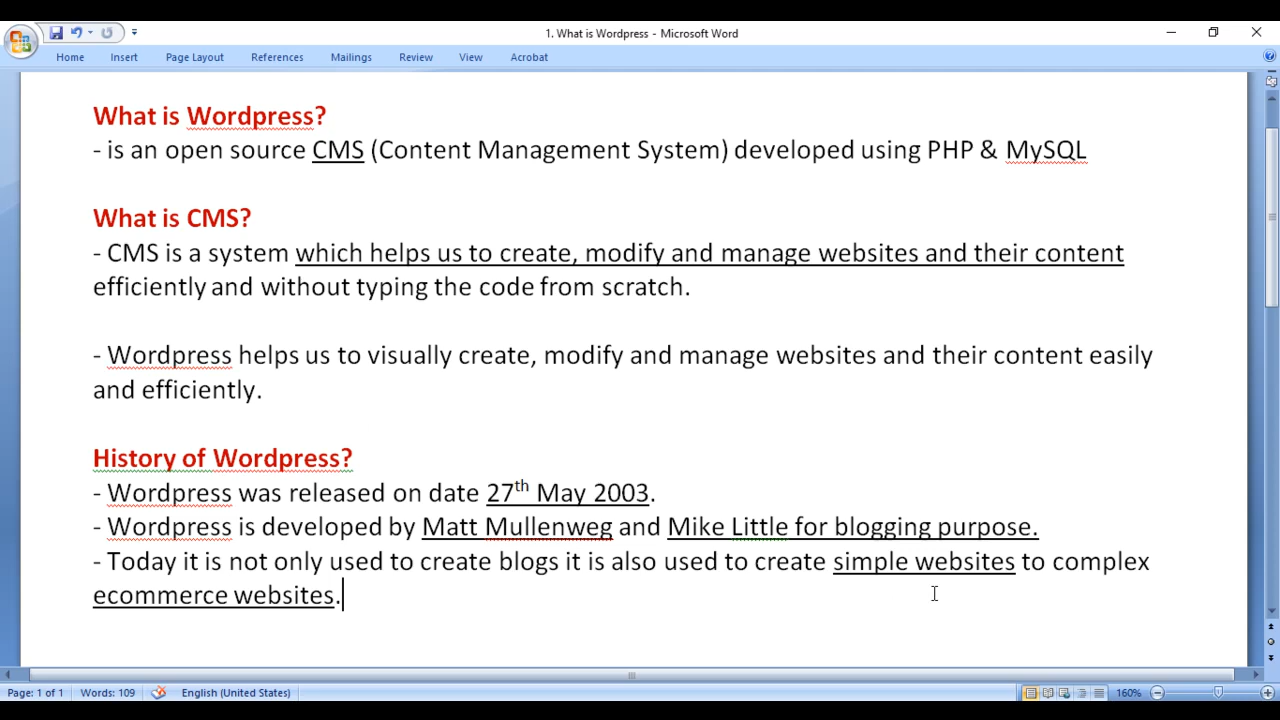 1. What is Wordpress - Microsoft Word
Home Insert Page Layout References Mailings Review View Acrobat
What is Wordpress?
- is an open source CMS (Content Management System) developed using PHP & MySQL
What is CMS?
- CMS is a system which helps us to create, modify and manage websites and their content
efficiently and without typing the code from scratch.
- Wordpress helps us to visually create, modify and manage websites and their content easily
and efficiently.
History of Wordpress?
- Wordpress was released on date 27th May 2003.
- Wordpress is developed by Matt Mullenweg and Mike Little for blogging purpose.
- Today it is not only used to create blogs it is also used to create simple websites to complex
ecommerce websites.
Page: 1 of 1 Words: 109 English (United States) 160%